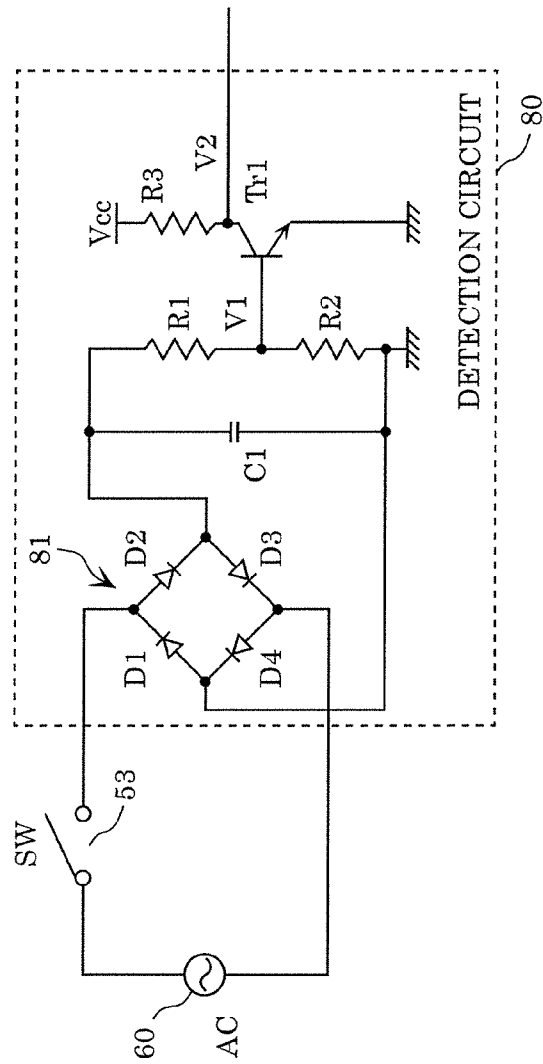 SW
53
60
AC
81
D1
D2
D3
D4
C1
R1
V1
R2
Vcc
R3
V2
Tr1
DETECTION CIRCUIT
80